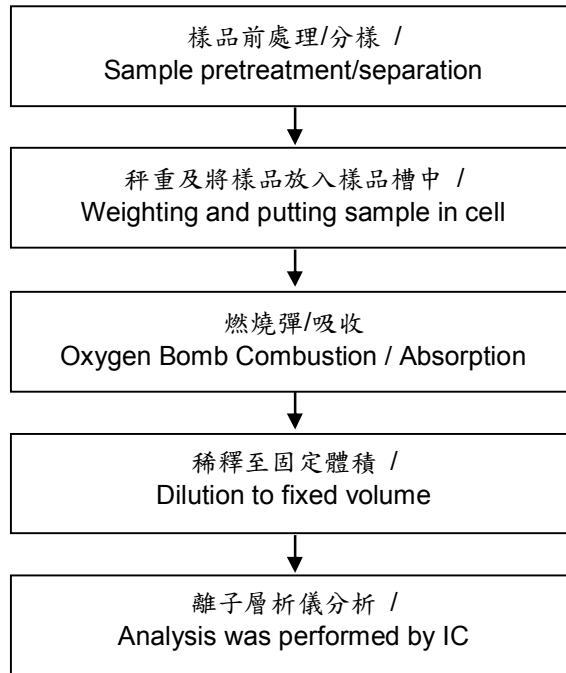 樣品前處理/分樣 /
Sample pretreatment/separation
秤重及將樣品放入樣品槽中 /
Weighting and putting sample in cell
燃燒彈/吸收
Oxygen Bomb Combustion / Absorption
稀釋至固定體積 /
Dilution to fixed volume
離子層析儀分析 /
Analysis was performed by IC